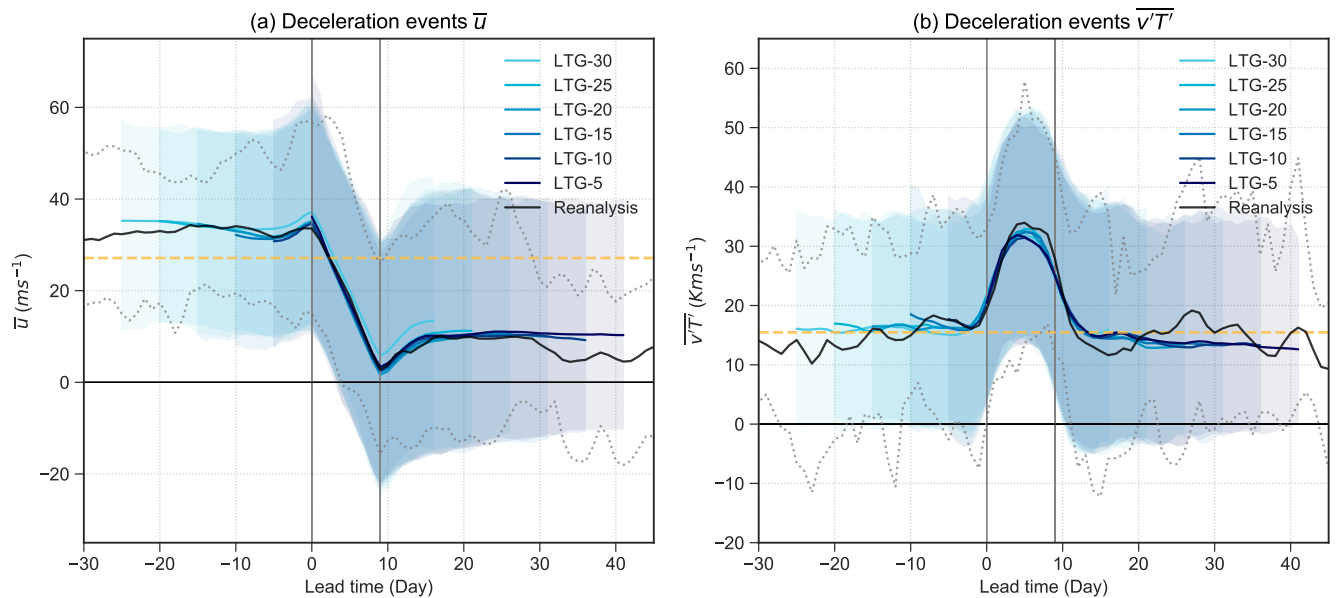 (a) Deceleration events u̅
60
40
20
0
−20
u̅ (ms⁻¹)
LTG-30
LTG-25
LTG-20
LTG-15
LTG-10
LTG-5
Reanalysis
−30 −20 −10 0 10 20 30 40
Lead time (Day)
(b) Deceleration events v′T′
60
50
40
30
20
10
0
−10
−20
v′T′ (Kms⁻¹)
LTG-30
LTG-25
LTG-20
LTG-15
LTG-10
LTG-5
Reanalysis
−30 −20 −10 0 10 20 30 40
Lead time (Day)